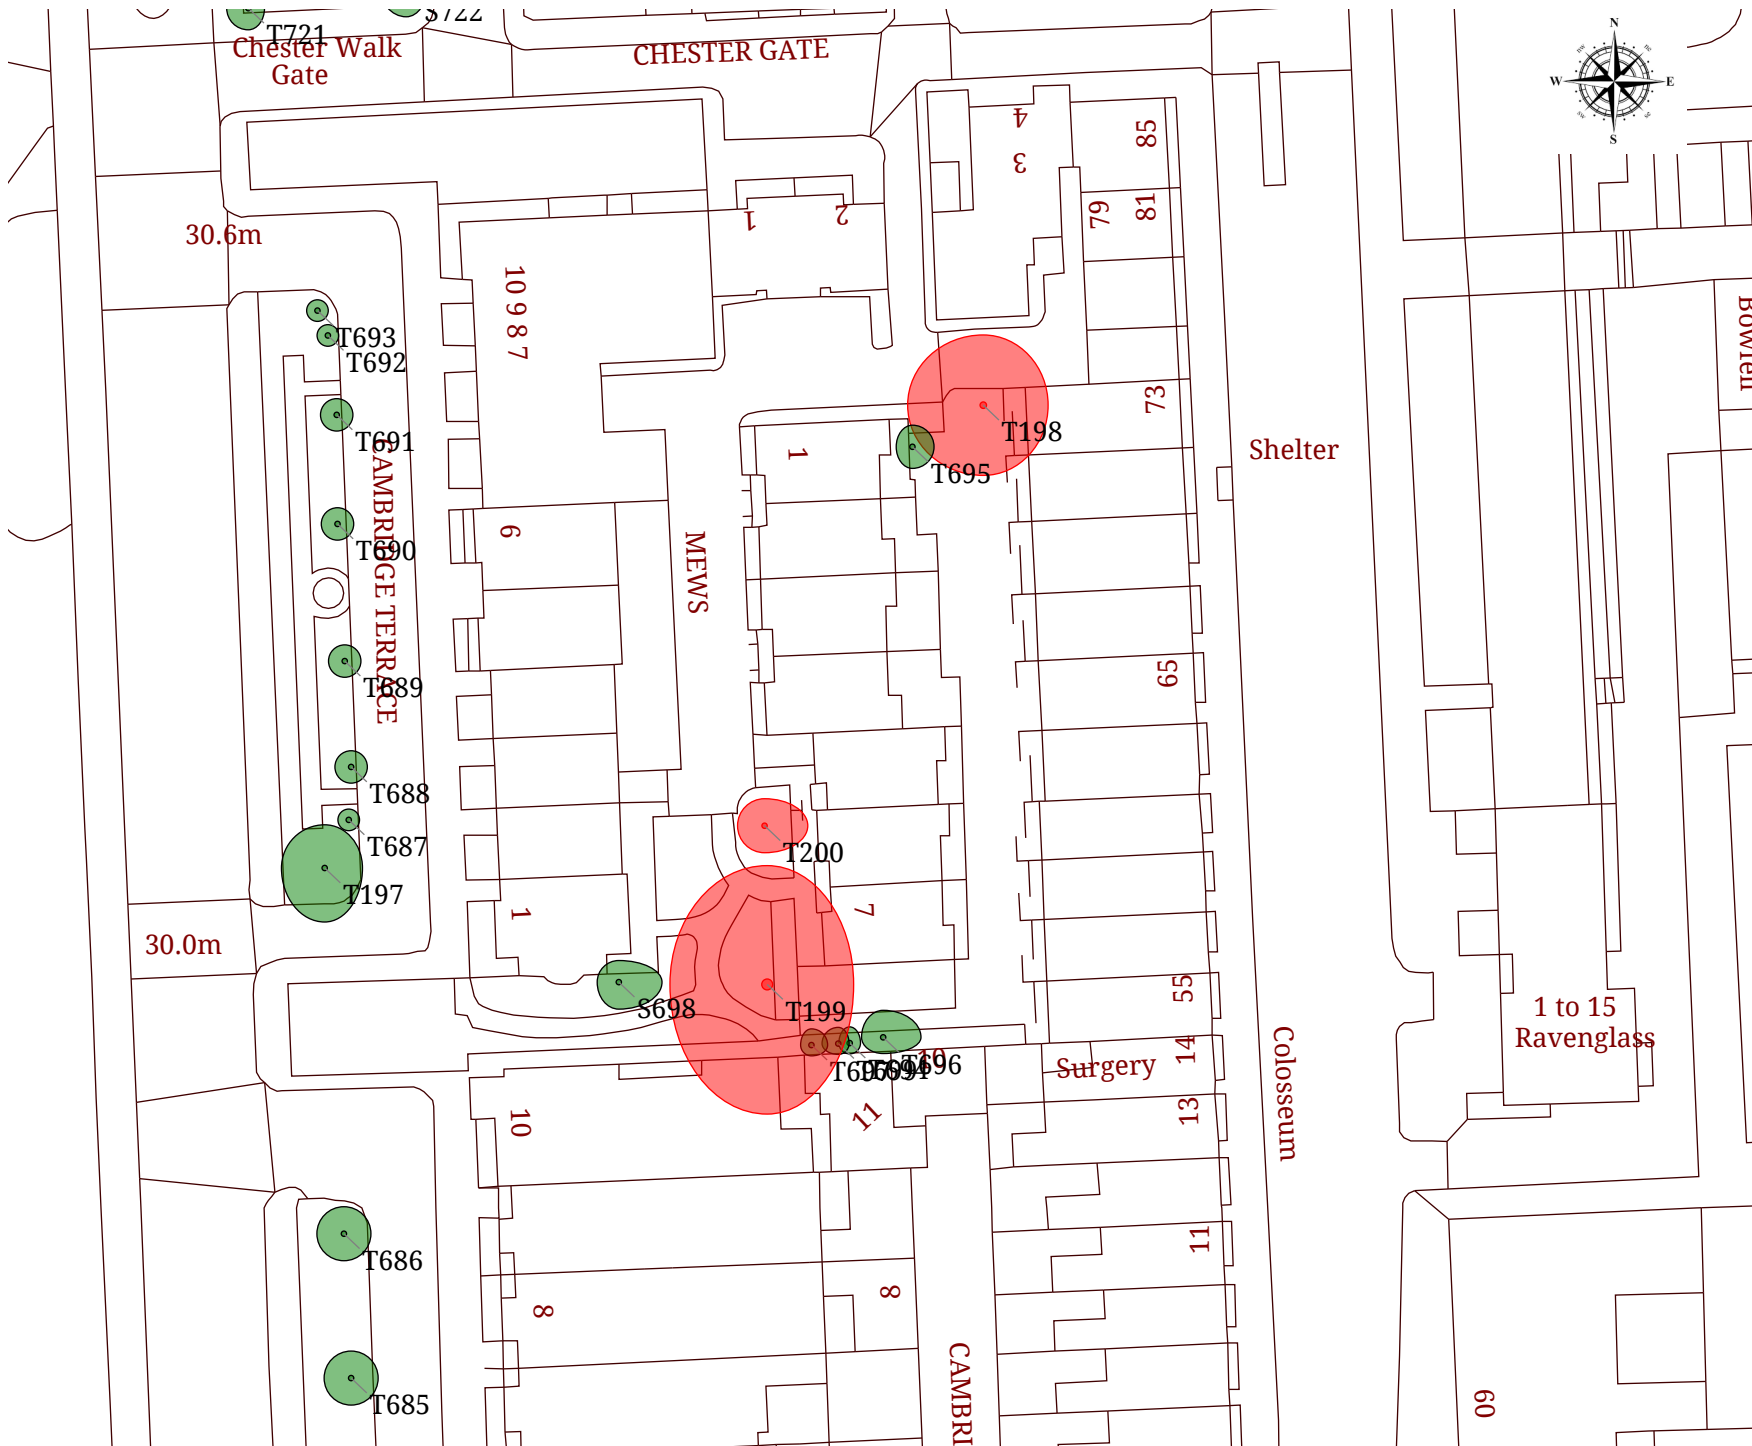 S722
T721
Chester Walk
Gate
CHESTER GATE
N
W
E
S
4
3
85
79
81
1
2
30.6m
10 9 8 7
T693
T692
T691
CAMBRIDGE TERRACE
73
T198
T695
1
Shelter
6
T690
MEWS
65
T689
T688
T687
T200
T197
1
7
30.0m
55
S698
T199
1 to 15
Ravenglass
14
Surgery
T696
10
11
13
Colosseum
11
T686
8
8
CAMBRI
T685
60